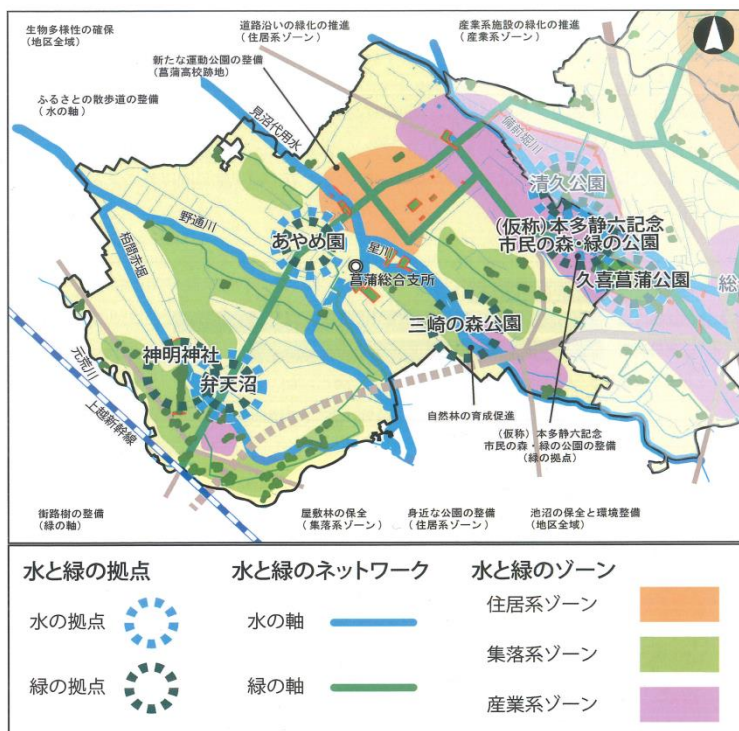 生物多様性の確保
(地区全域)
道路沿いの緑化の推進
(住居系ゾーン)
産業系施設の緑化の推進
(産業系ゾーン)
新たな運動公園の整備
(菖蒲高校跡地)
ふるさとの散歩道の整備
(水の軸)
見沼代用水
備前堀川
清久公園
野通川
あやめ園
(仮称)本多静六記念
市民の森・緑の公園
栢間赤堀
星川
菖蒲総合支所
久喜菖蒲公園
総
三崎の森公園
神明神社
弁天沼
元荒川
上越新幹線
自然林の育成促進
(仮称)本多静六記念
市民の森・緑の公園の整備
(緑の拠点)
街路樹の整備
(緑の軸)
屋敷林の保全
(集落系ゾーン)
身近な公園の整備
(住居系ゾーン)
池沼の保全と環境整備
(地区全域)
水と緑の拠点
水の拠点
緑の拠点
水と緑のネットワーク
水の軸
緑の軸
水と緑のゾーン
住居系ゾーン
集落系ゾーン
産業系ゾーン